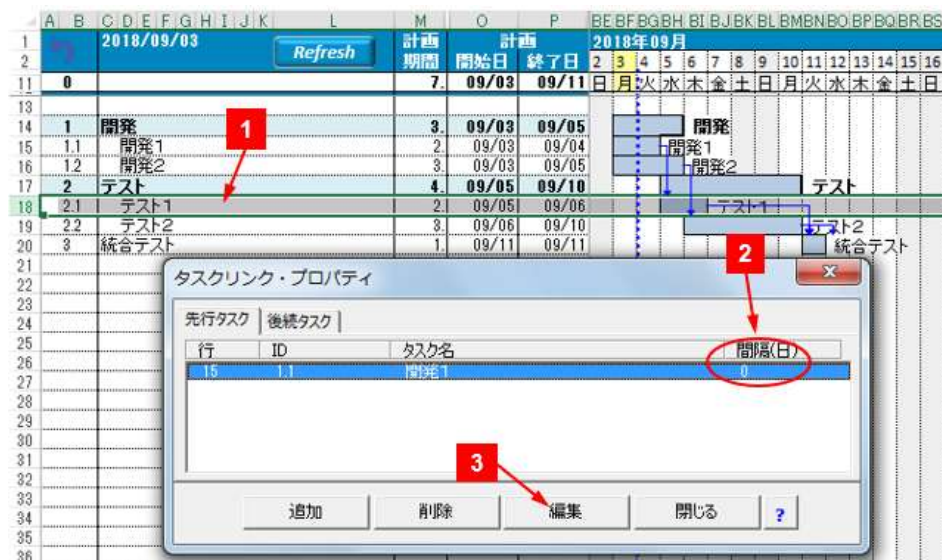 A B C D E F G H I J K L M O P BE BF BG BH BI BJ BK BL BM BN BO BP BQ BR BS
1 2018/09/03 Refresh 計画 計画 2018年09月
2 期間 開始日 終了日 2 3 4 5 6 7 8 9 10 11 12 13 14 15 16
11 0 7. 09/03 09/11 日 月 火 水 木 金 土 日 月 火 水 木 金 土 日
13
14 1 開発 3. 09/03 09/05 開発
1
15 1.1 開発1 2. 09/03 09/04 開発1
16 1.2 開発2 3. 09/03 09/05 開発2
17 2 テスト 4. 09/05 09/10 テスト
18 2.1 テスト1 2. 09/05 09/06 テスト1
19 2.2 テスト2 3. 09/06 09/10 テスト2
20 3 統合テスト 1. 09/11 09/11 統合テスト
2
21
22
23
24
25
26
27
28
29
30
31
32
33
34
35
36
タスクリンク・プロパティ
先行タスク 後続タスク
行 ID タスク名 間隔(日)
15 1.1 開発1 0
3
追加 削除 編集 閉じる ?